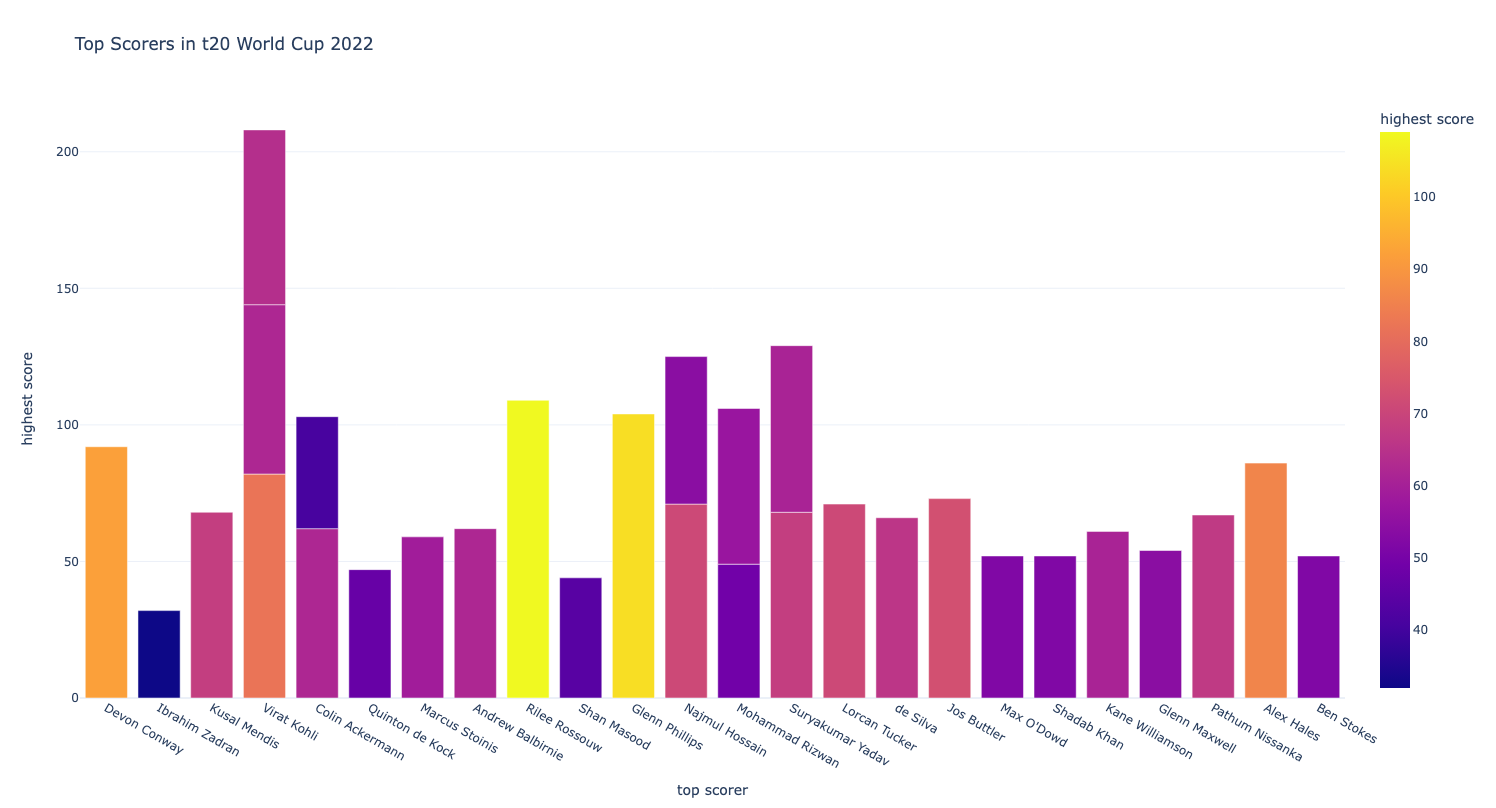 Top Scorers in t20 World Cup 2022
highest score
200
150
100
50
0
highest score
100
90
80
70
60
50
40
Devon Conway
Ibrahim Zadran
Kusal Mendis
Virat Kohli
Colin Ackermann
Quinton de Kock
Marcus Stoinis
Andrew Balbirnie
Rilee Rossouw
Shan Masood
Glenn Phillips
Najmul Hossain
Mohammad Rizwan
Suryakumar Yadav
Lorcan Tucker
de Silva
Jos Buttler
Max O'Dowd
Shadab Khan
Kane Williamson
Glenn Maxwell
Pathum Nissanka
Alex Hales
Ben Stokes
top scorer